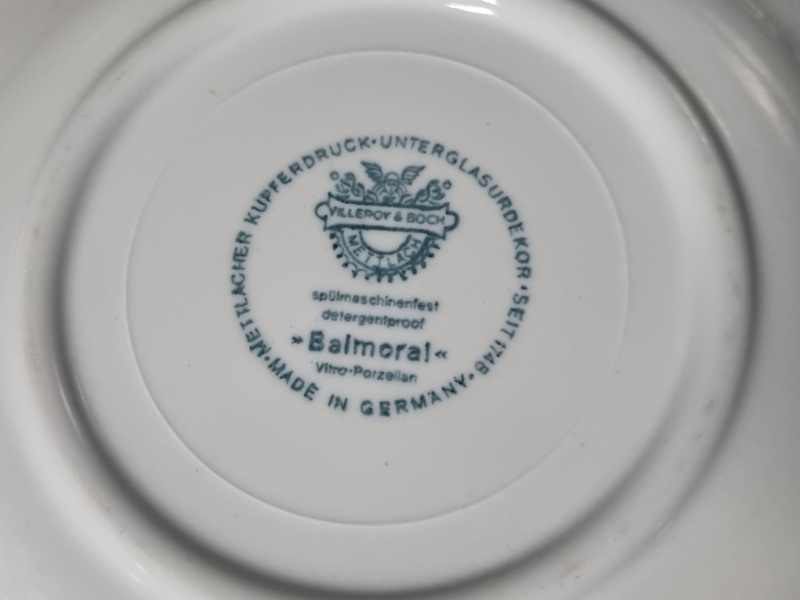 METTLACHER KUPFERDRUCK · UNTERGLASURDEKOR · SEIT 1748 ·
VILLEROY & BOCH
METTLACH
spülmaschinenfest
detergentproof
»Balmoral«
Vitro-Porzellan
MADE IN GERMANY